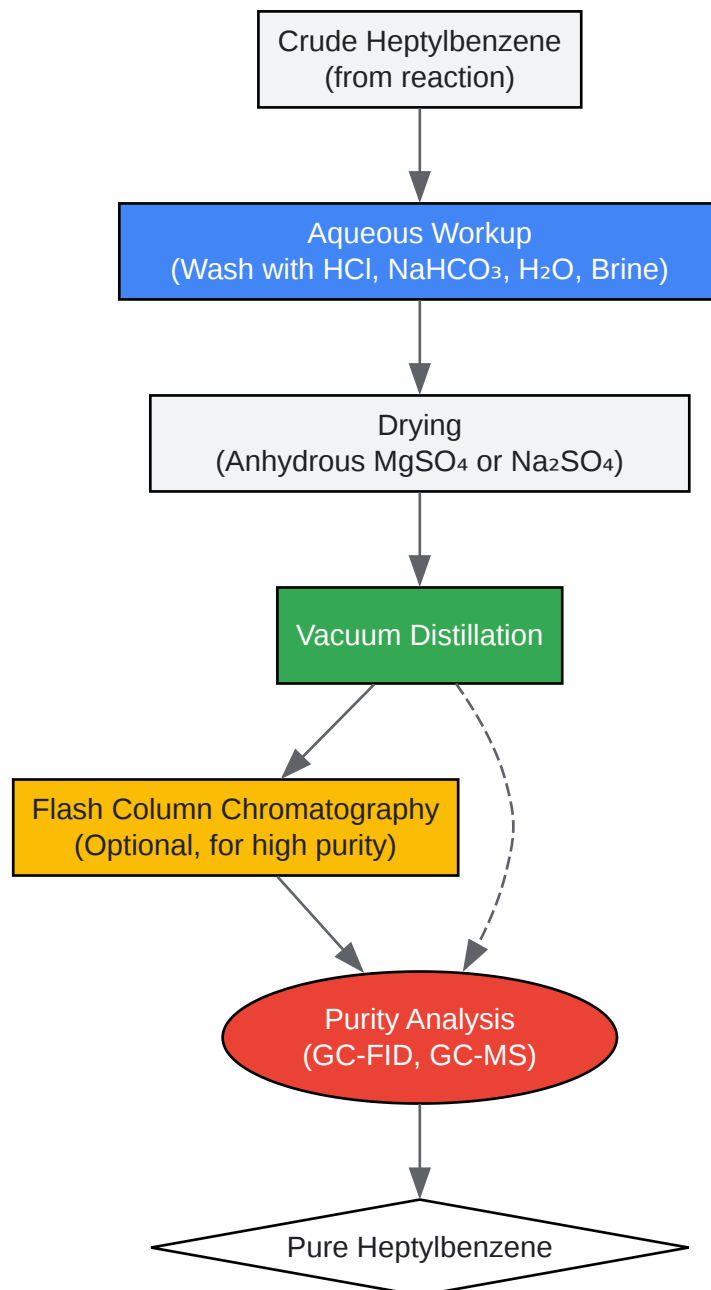 Crude Heptylbenzene
(from reaction)
Aqueous Workup
(Wash with HCl, NaHCO₃, H₂O, Brine)
Drying
(Anhydrous MgSO₄ or Na₂SO₄)
Vacuum Distillation
Flash Column Chromatography
(Optional, for high purity)
Purity Analysis
(GC-FID, GC-MS)
Pure Heptylbenzene